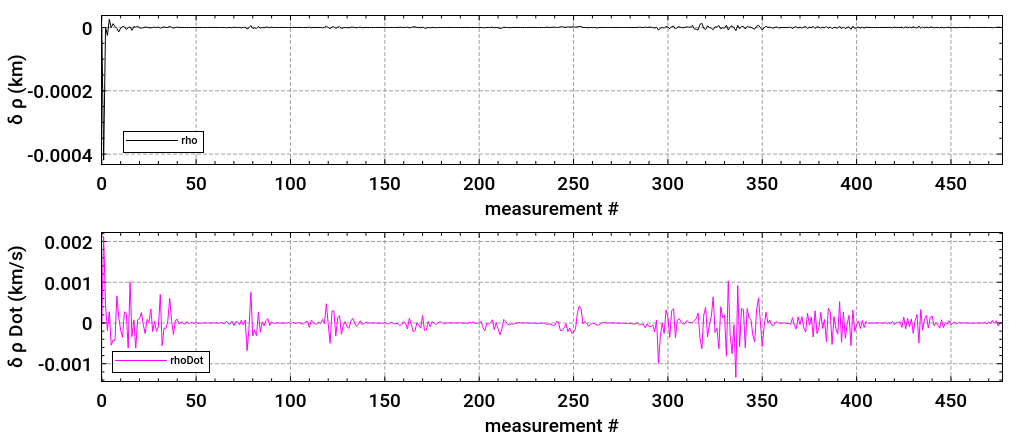 0
-0.0002
-0.0004
δ ρ (km)
rho
0 50 100 150 200 250 300 350 400 450
measurement #
0.002
0.001
0
-0.001
δ ρ Dot (km/s)
rhoDot
0 50 100 150 200 250 300 350 400 450
measurement #